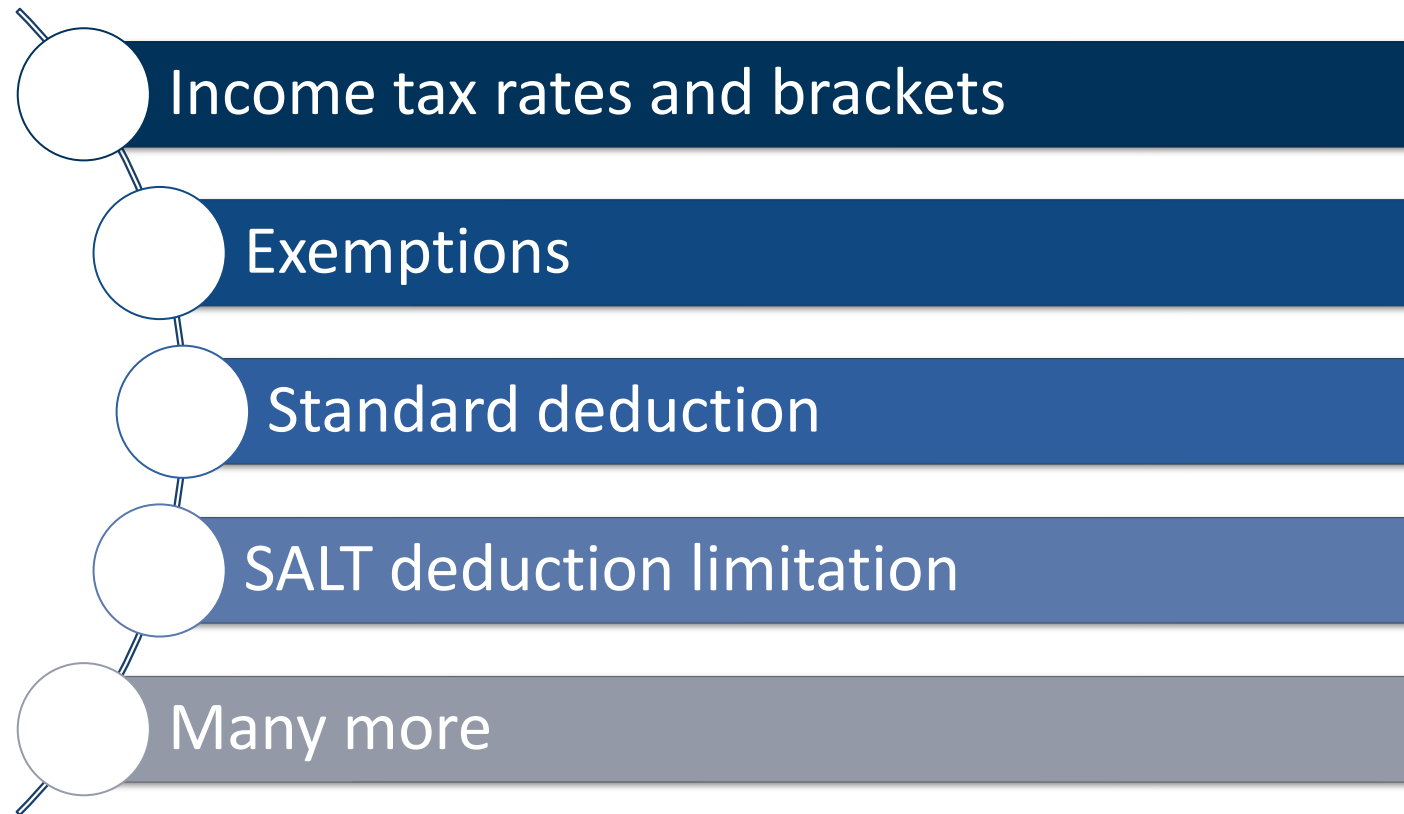 Income tax rates and brackets
Exemptions
Standard deduction
SALT deduction limitation
Many more